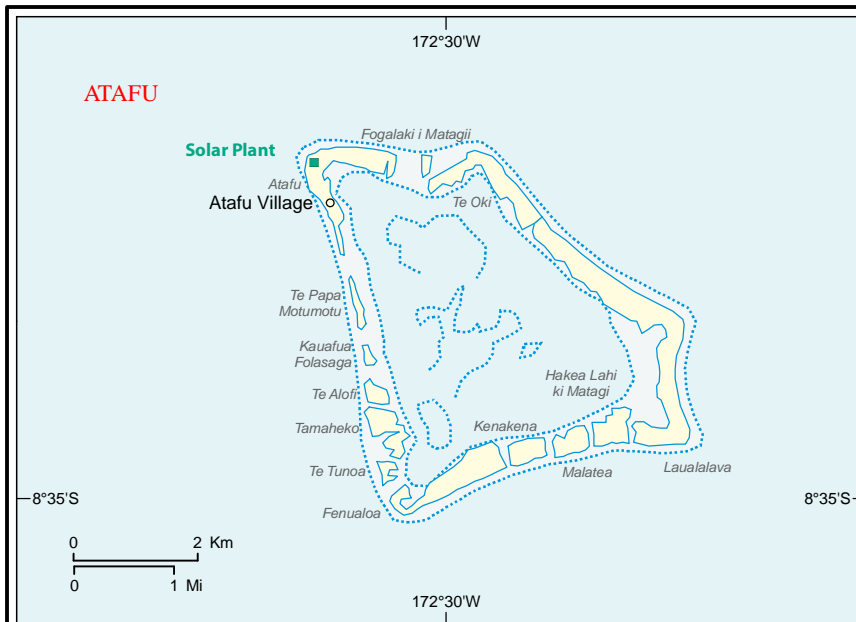 172°30'W
ATAFU
Fogalaki i Matagii
Solar Plant
Atafu
Atafu Village
Te Oki
Te Papa
Motumotu
Kauafua
Folasaga
Hakea Lahi
ki Matagi
Te Alofi
Tamaheko
Kenakena
Te Tunoa
Malatea
Laualalava
8°35'S
8°35'S
Fenualoa
0 2 Km
0 1 Mi
172°30'W